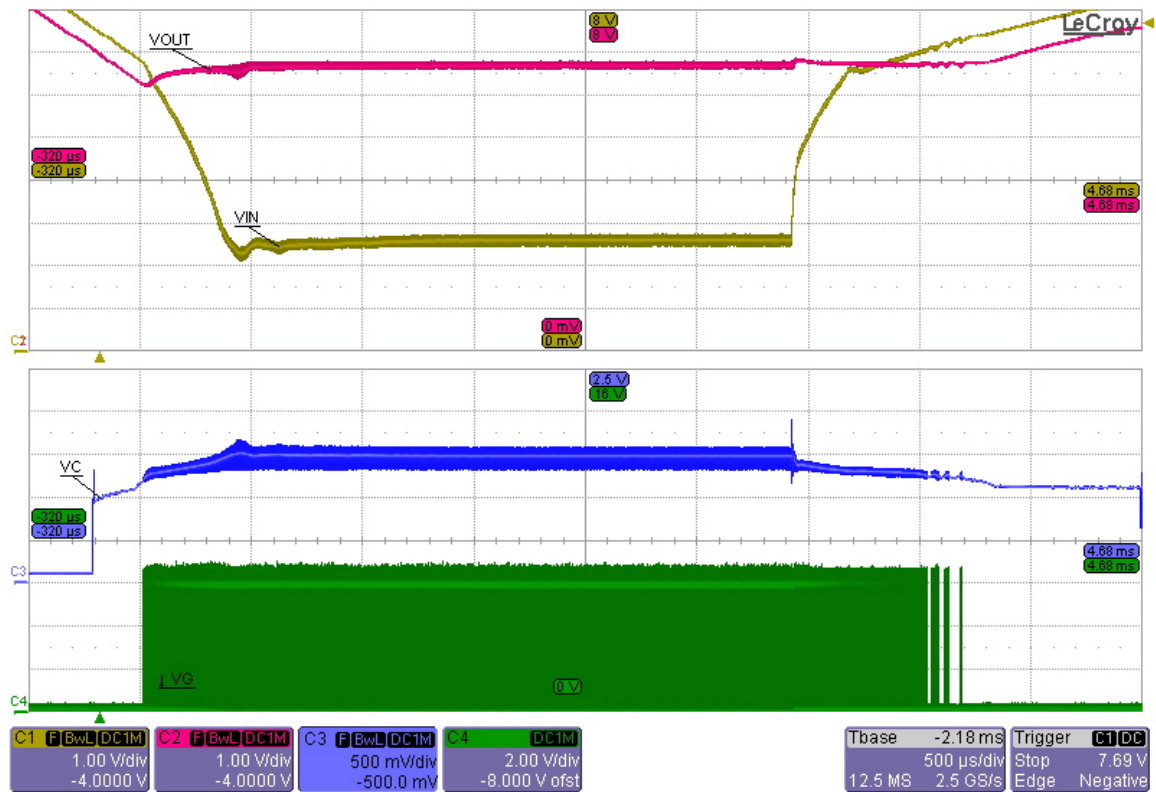 8 V
8 V
LeCroy
VOUT
-320 µs
-320 µs
4.68 ms
4.68 ms
VIN
0 mV
0 mV
C2
2.5 V
16 V
VC
-320 µs
-320 µs
4.68 ms
4.68 ms
C3
↓ VG
0 V
C4
C1 F BwL DC1M
1.00 V/div
-4.0000 V
C2 F BwL DC1M
1.00 V/div
-4.0000 V
C3 F BwL DC1M
500 mV/div
-500.0 mV
C4 DC1M
2.00 V/div
-8.000 V ofst
Tbase -2.18 ms
500 µs/div
12.5 MS 2.5 GS/s
Trigger C1 DC
Stop 7.69 V
Edge Negative